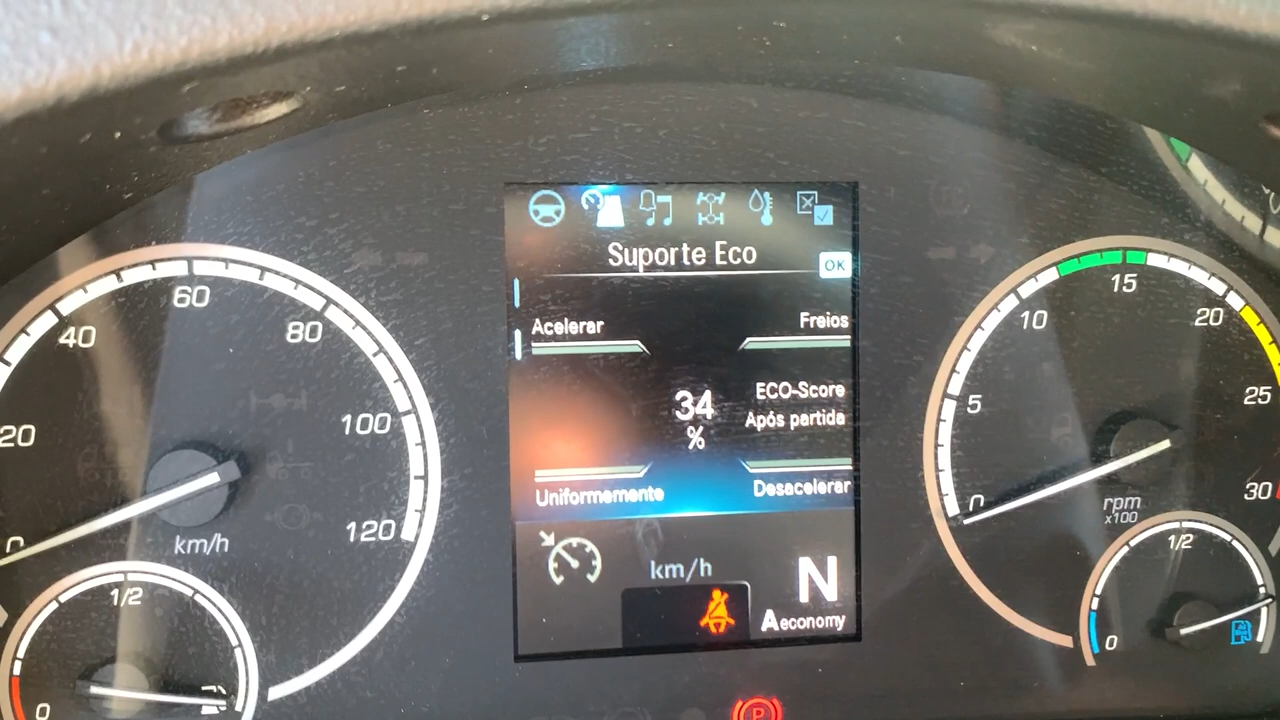 Suporte Eco
OK
Acelerar
Freios
34
%
ECO-Score
Após partida
Uniformemente
Desacelerar
km/h
N
A economy
0
20
40
60
80
100
120
km/h
0
1/2
0
5
10
15
20
25
30
rpm
x100
0
1/2
P